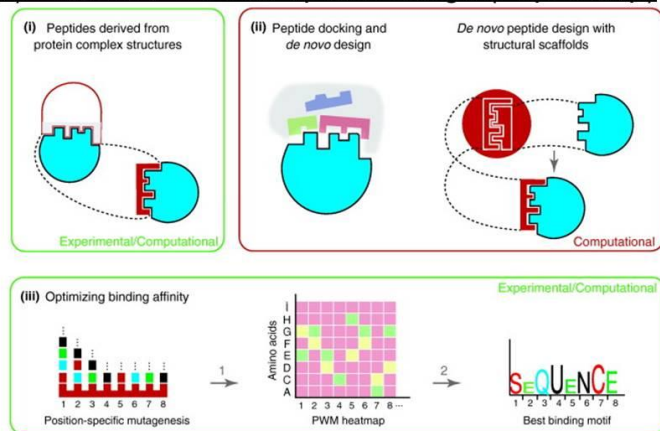 (i) Peptides derived from
protein complex structures
Experimental/Computational
(ii) Peptide docking and
de novo design
De novo peptide design with
structural scaffolds
Computational
Experimental/Computational
(iii) Optimizing binding affinity
1 2 3 4 5 6 7 8
Position-specific mutagenesis
1
Amino acids
I
H
G
F
E
D
C
A
1 2 3 4 5 6 7 8 ...
PWM heatmap
2
SEQUENCE
1 2 3 4 5 6 7 8
Best binding motif